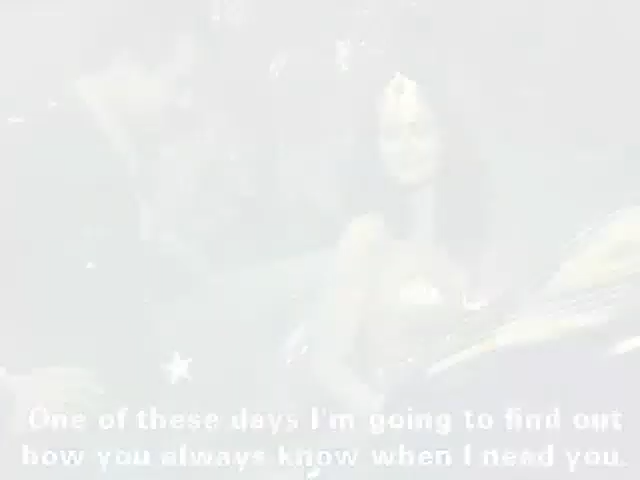 One of these days I'm going to find out
how you always know when I need you.